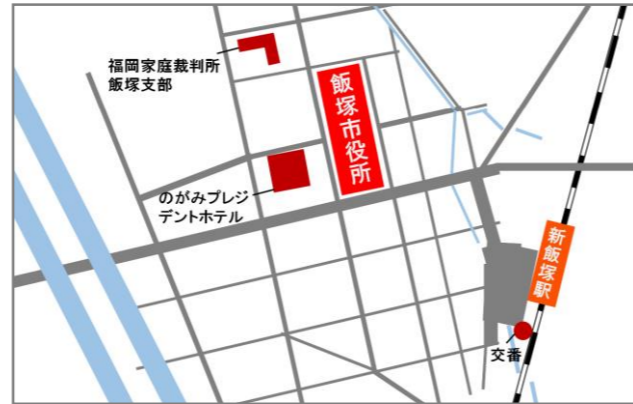 福岡家庭裁判所
飯塚支部
飯塚市役所
のがみプレジ
デントホテル
新飯塚駅
交番